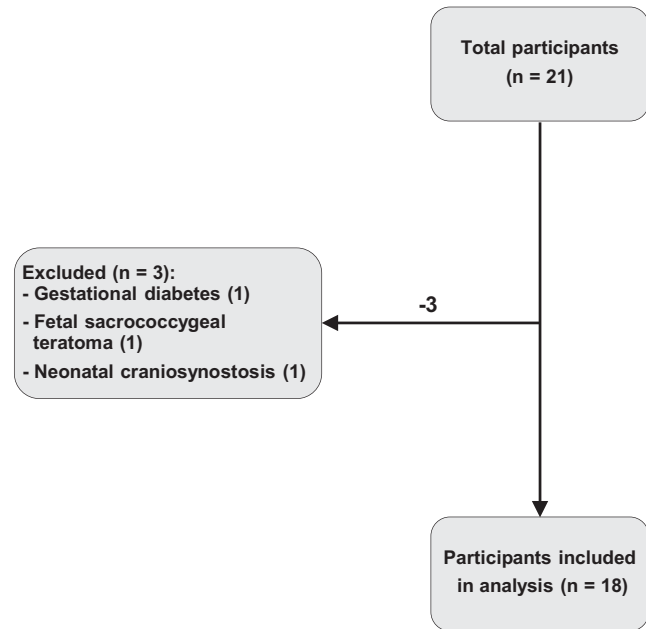 Total participants
(n = 21)
Excluded (n = 3):
- Gestational diabetes (1)
- Fetal sacrococcygeal
teratoma (1)
- Neonatal craniosynostosis (1)
-3
Participants included
in analysis (n = 18)